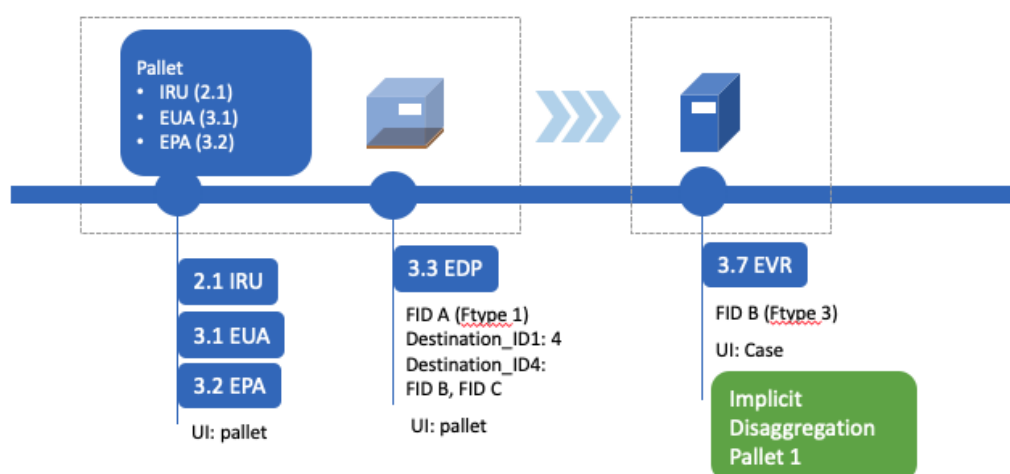 Pallet
• IRU (2.1)
• EUA (3.1)
• EPA (3.2)
2.1 IRU
3.1 EUA
3.2 EPA
UI: pallet
3.3 EDP
FID A (Ftype 1)
Destination_ID1: 4
Destination_ID4:
FID B, FID C
UI: pallet
3.7 EVR
FID B (Ftype 3)
UI: Case
Implicit
Disaggregation
Pallet 1